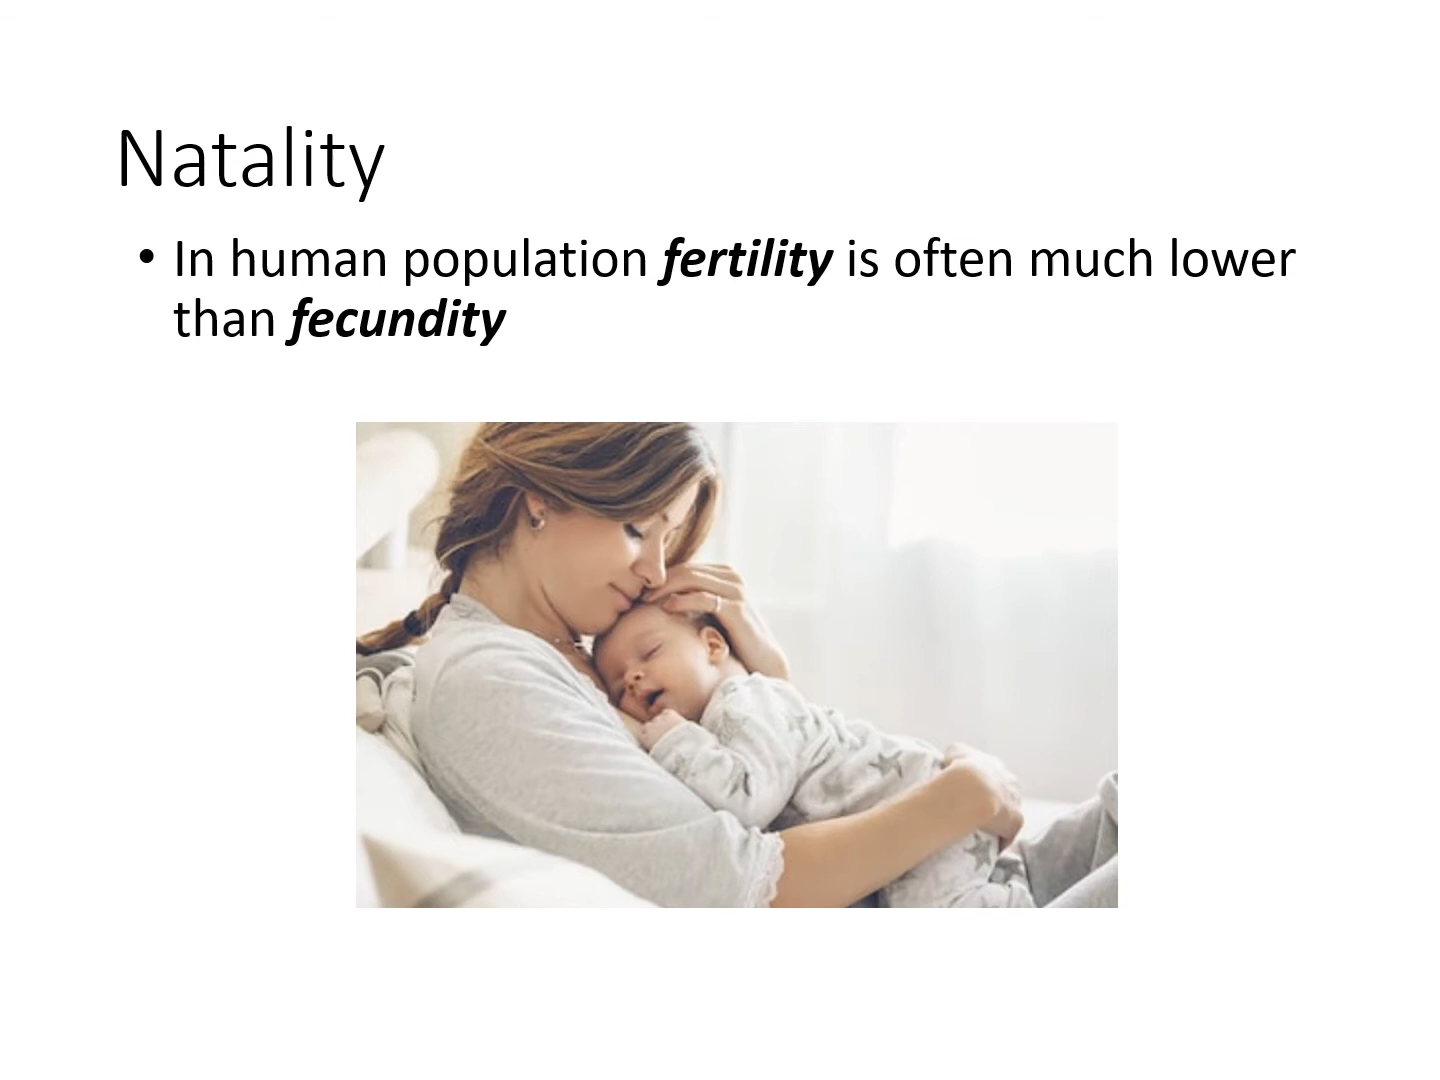 Natality
• In human population fertility is often much lower
than fecundity